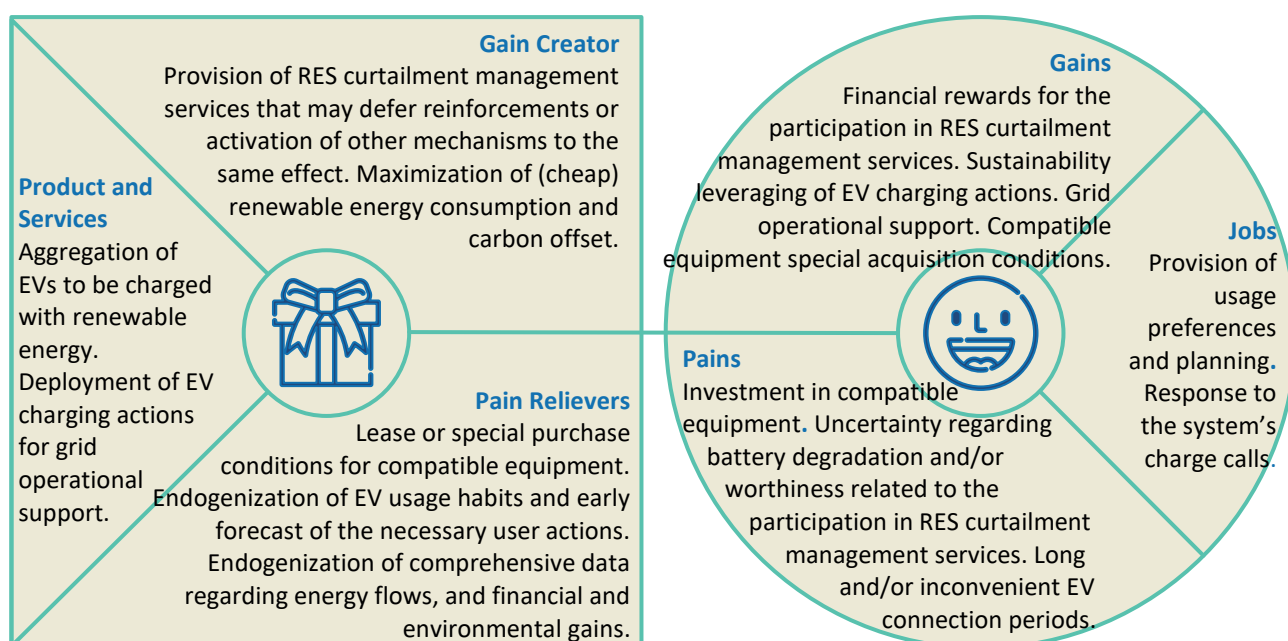 Gain Creator
Provision of RES curtailment management
services that may defer reinforcements or
activation of other mechanisms to the
same effect. Maximization of (cheap)
renewable energy consumption and
carbon offset.
Product and
Services
Aggregation of
EVs to be charged
with renewable
energy.
Deployment of EV
charging actions
for grid
operational
support.
Pain Relievers
Lease or special purchase
conditions for compatible equipment.
Endogenization of EV usage habits and early
forecast of the necessary user actions.
Endogenization of comprehensive data
regarding energy flows, and financial and
environmental gains.
Gains
Financial rewards for the
participation in RES curtailment
management services. Sustainability
leveraging of EV charging actions. Grid
operational support. Compatible
equipment special acquisition conditions.
Pains
Investment in compatible
equipment. Uncertainty regarding
battery degradation and/or
worthiness related to the
participation in RES curtailment
management services. Long
and/or inconvenient EV
connection periods.
Jobs
Provision of
usage
preferences
and planning.
Response to
the system’s
charge calls.